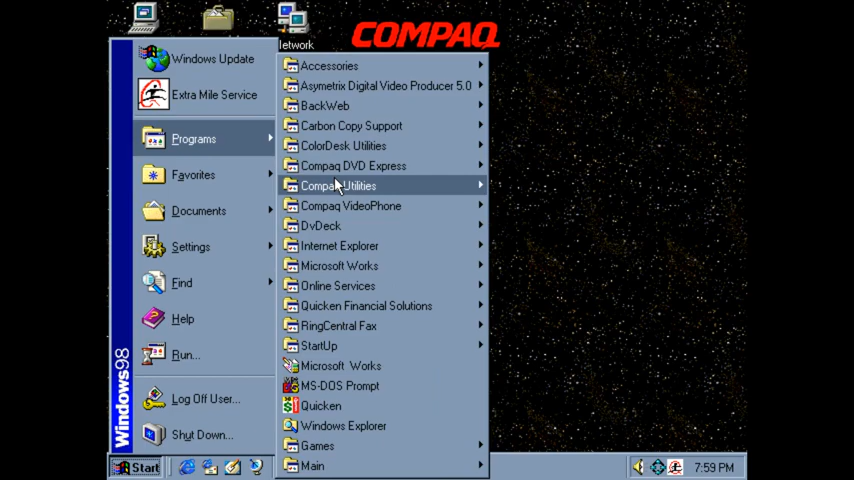 COMPAQ
Network
Windows Update
Extra Mile Service
Programs
Favorites
Documents
Settings
Find
Help
Run...
Log Off User...
Shut Down...
Windows98
Accessories
Asymetrix Digital Video Producer 5.0
BackWeb
Carbon Copy Support
ColorDesk Utilities
Compaq DVD Express
Compaq Utilities
Compaq VideoPhone
DvDeck
Internet Explorer
Microsoft Works
Online Services
Quicken Financial Solutions
RingCentral Fax
StartUp
Microsoft Works
MS-DOS Prompt
Quicken
Windows Explorer
Games
Main
Start
7:59 PM